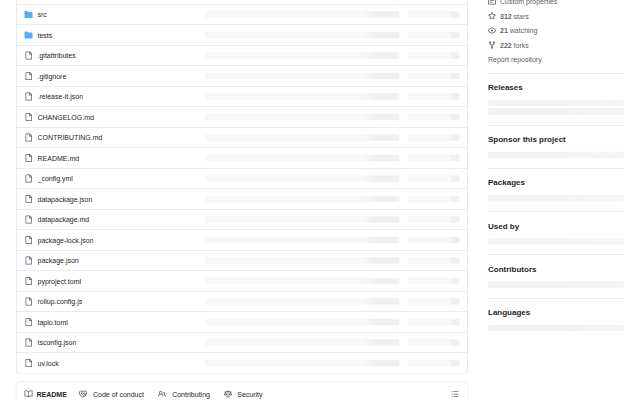 src
tests
.gitattributes
.gitignore
.release-it.json
CHANGELOG.md
CONTRIBUTING.md
README.md
_config.yml
datapackage.json
datapackage.md
package-lock.json
package.json
pyproject.toml
rollup.config.js
taplo.toml
tsconfig.json
uv.lock
README Code of conduct Contributing Security
Custom properties
312 stars
21 watching
222 forks
Report repository
Releases
Sponsor this project
Packages
Used by
Contributors
Languages